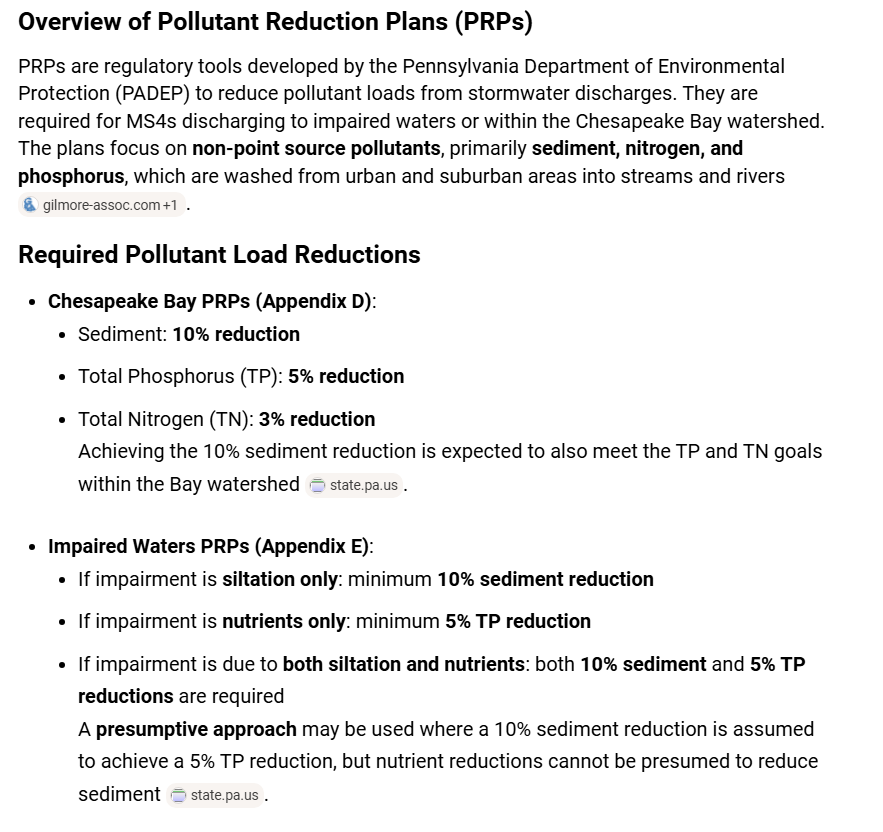 Overview of Pollutant Reduction Plans (PRPs)
PRPs are regulatory tools developed by the Pennsylvania Department of Environmental
Protection (PADEP) to reduce pollutant loads from stormwater discharges. They are
required for MS4s discharging to impaired waters or within the Chesapeake Bay watershed.
The plans focus on non-point source pollutants, primarily sediment, nitrogen, and
phosphorus, which are washed from urban and suburban areas into streams and rivers
gilmore-assoc.com +1 .
Required Pollutant Load Reductions
• Chesapeake Bay PRPs (Appendix D):
• Sediment: 10% reduction
• Total Phosphorus (TP): 5% reduction
• Total Nitrogen (TN): 3% reduction
Achieving the 10% sediment reduction is expected to also meet the TP and TN goals
within the Bay watershed state.pa.us .
• Impaired Waters PRPs (Appendix E):
• If impairment is siltation only: minimum 10% sediment reduction
• If impairment is nutrients only: minimum 5% TP reduction
• If impairment is due to both siltation and nutrients: both 10% sediment and 5% TP
reductions are required
A presumptive approach may be used where a 10% sediment reduction is assumed
to achieve a 5% TP reduction, but nutrient reductions cannot be presumed to reduce
sediment state.pa.us .